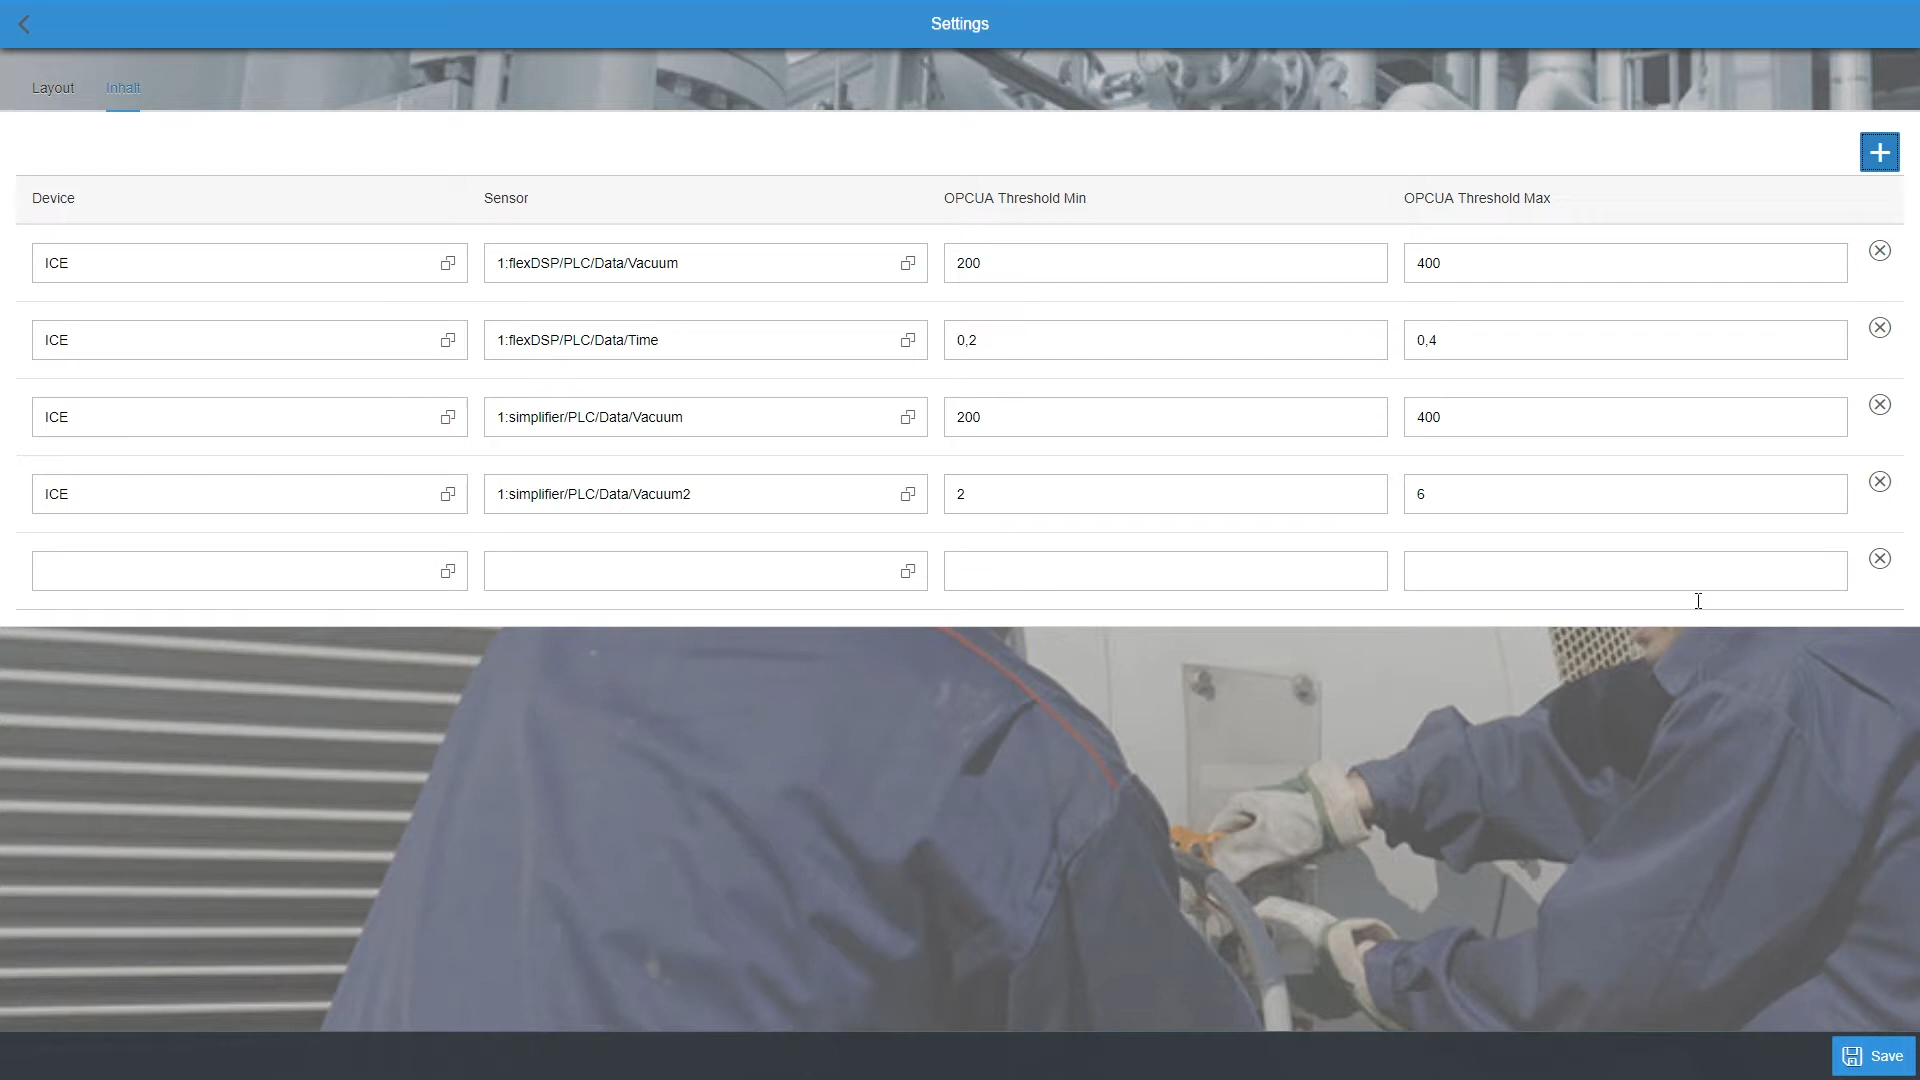 Settings
Layout Inhalt
Device Sensor OPCUA Threshold Min OPCUA Threshold Max
ICE 1:flexDSP/PLC/Data/Vacuum 200 400
ICE 1:flexDSP/PLC/Data/Time 0,2 0,4
ICE 1:simplifier/PLC/Data/Vacuum 200 400
ICE 1:simplifier/PLC/Data/Vacuum2 2 6
Save